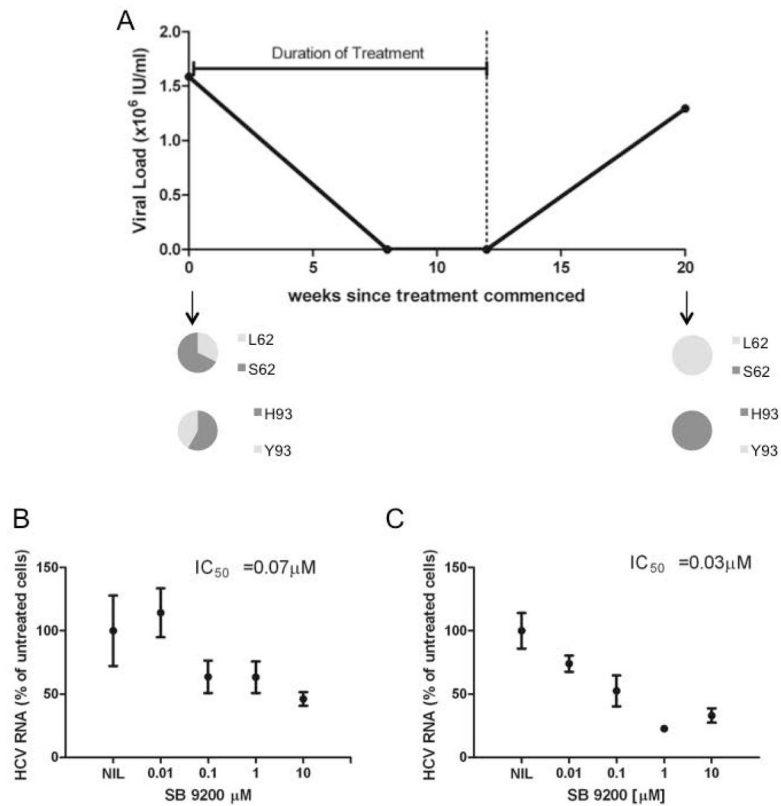 A
2.0
1.5
1.0
0.5
0.0
Viral Load (x10⁶ IU/ml)
Duration of Treatment
0 5 10 15 20
weeks since treatment commenced
L62
S62
H93
Y93
L62
S62
H93
Y93
B
150
100
50
0
HCV RNA (% of untreated cells)
IC₅₀ =0.07µM
NIL 0.01 0.1 1 10
SB 9200 µM
C
150
100
50
0
HCV RNA (% of untreated cells)
IC₅₀ =0.03µM
NIL 0.01 0.1 1 10
SB 9200 [µM]